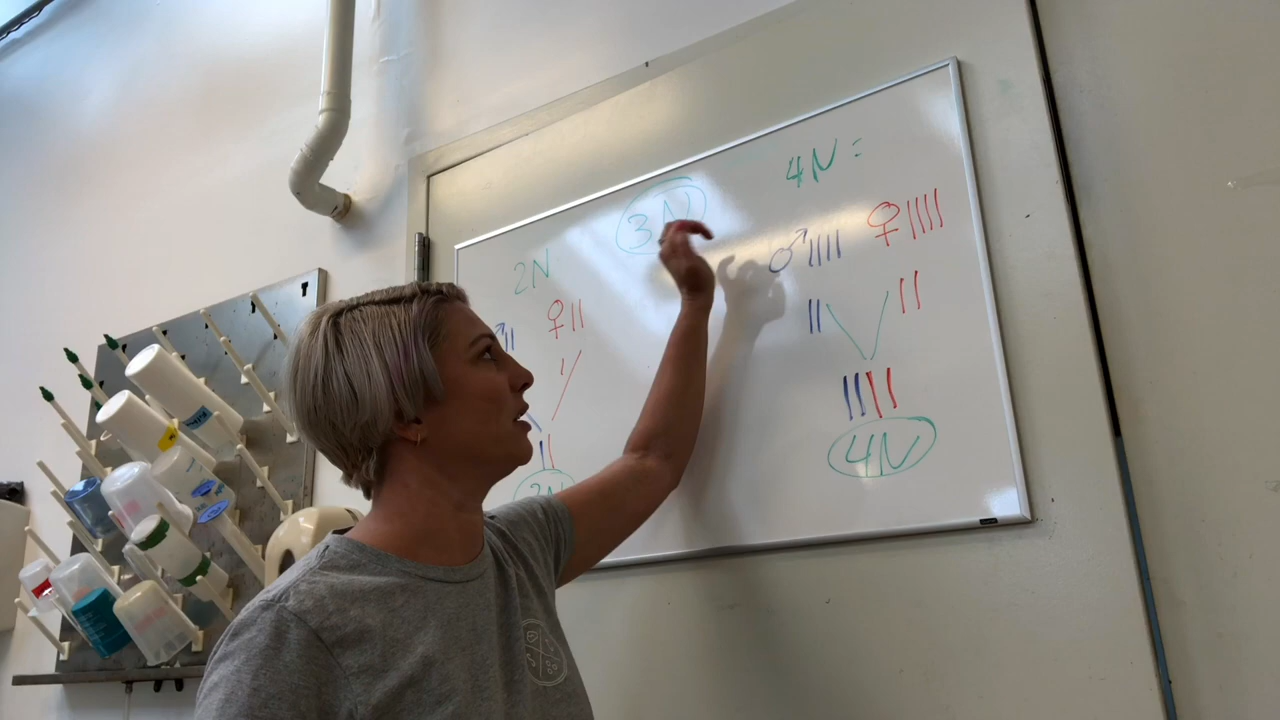 2N
3N
4N =
♀
♂
♀
2N
4N